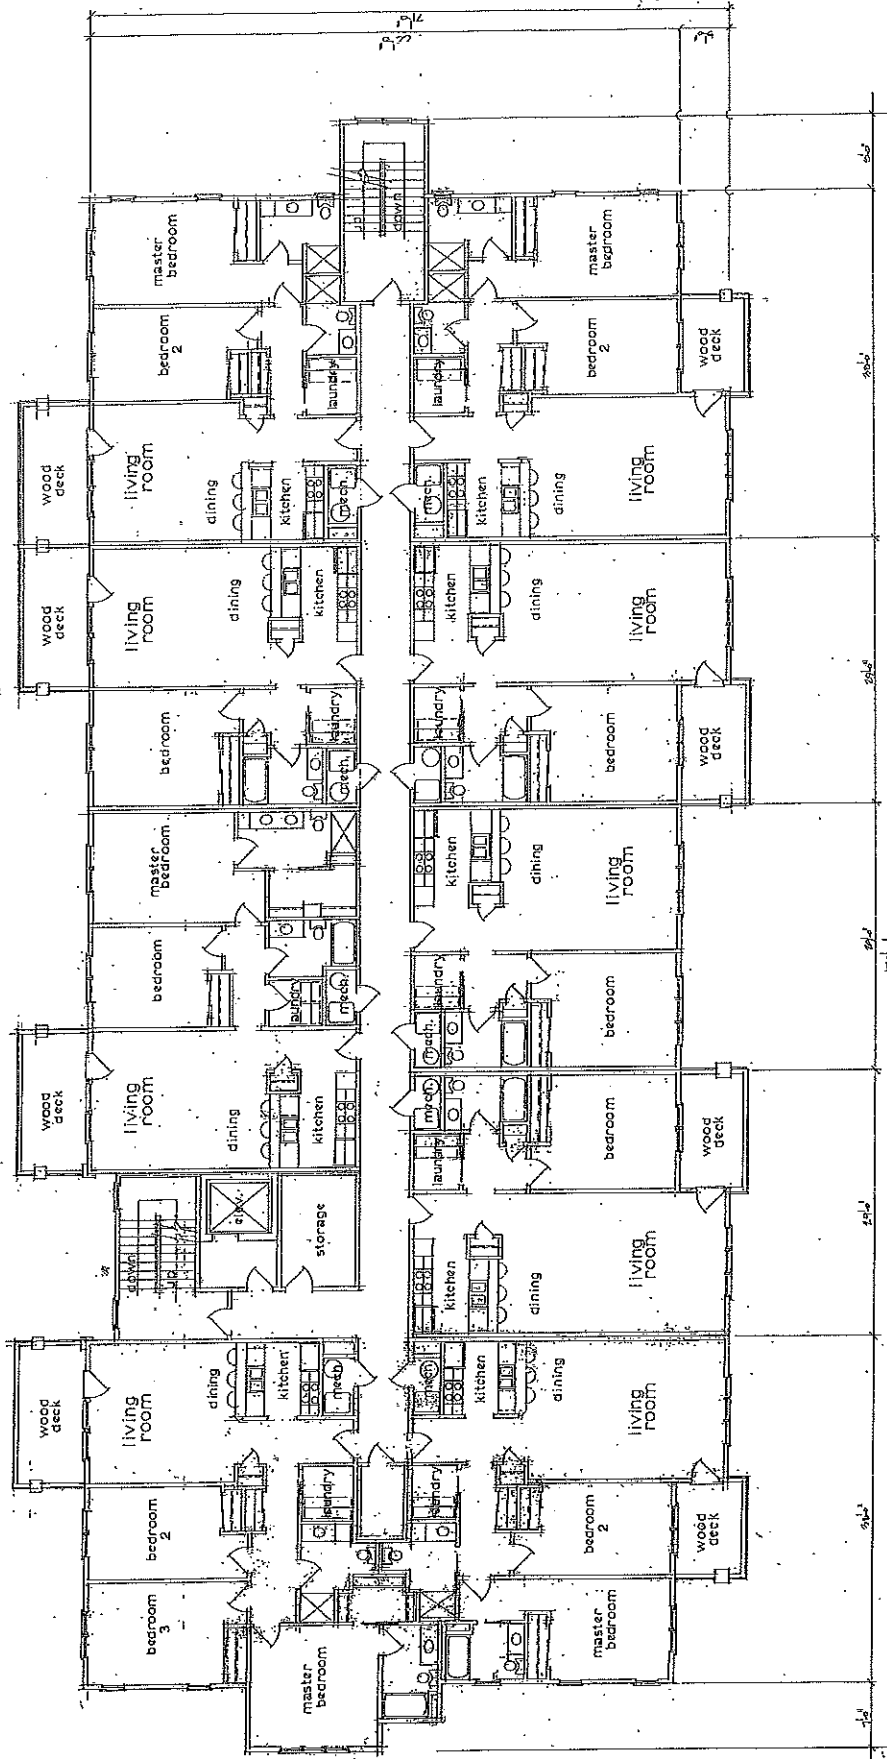 wood
deck
wood
deck
wood
deck
wood
deck
bedroom
3
bedroom
2
living
room
down
up
living
room
bedroom
master
bedroom
bedroom
living
room
living
room
bedroom
2
master
bedroom
dining
elev.
dining
dining
dining
master
bedroom
laundry
kitchen
mech.
storage
kitchen
laundry
mech.
mech.
laundry
kitchen
kitchen
mech.
laundry
up
down
laundry
mech.
kitchen
kitchen
laundry
mech.
mech.
laundry
kitchen
laundry
kitchen
mech.
kitchen
laundry
dining
dining
dining
dining
dining
master
bedroom
bedroom
2
living
room
living
room
bedroom
bedroom
living
room
bedroom
living
room
living
room
bedroom
2
master
bedroom
wood
deck
wood
deck
wood
deck
wood
deck